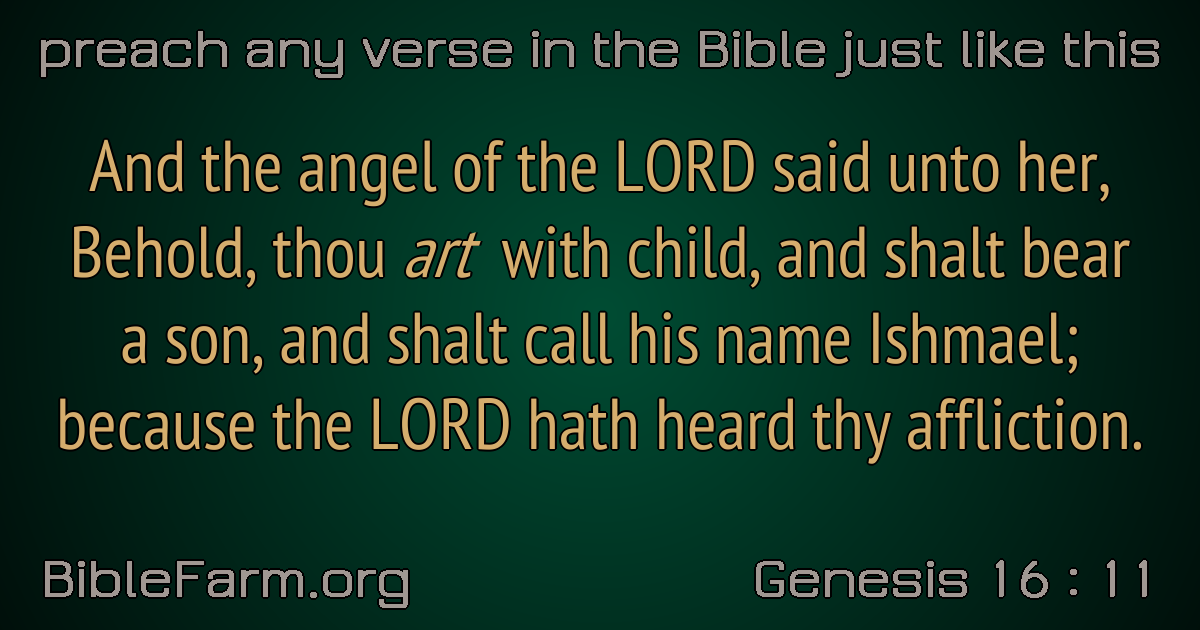 preach any verse in the Bible just like this
And the angel of the LORD said unto her,
Behold, thou art with child, and shalt bear
a son, and shalt call his name Ishmael;
because the LORD hath heard thy affliction.
BibleFarm.org
Genesis 16 : 11